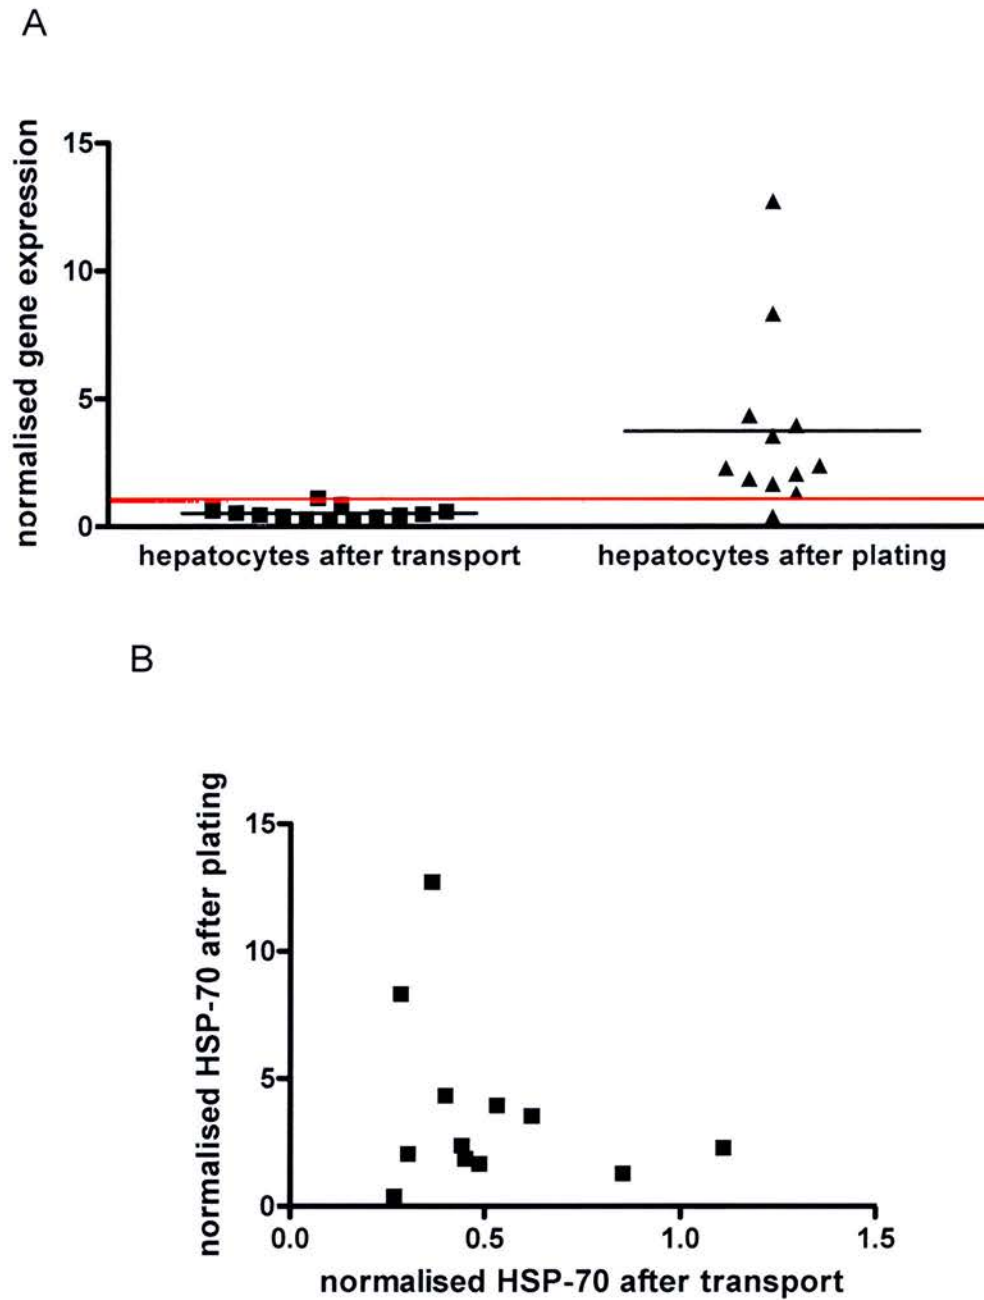 A
normalised gene expression
15
10
5
0
hepatocytes after transport
hepatocytes after plating
B
normalised HSP-70 after plating
15
10
5
0
0.0
0.5
1.0
1.5
normalised HSP-70 after transport